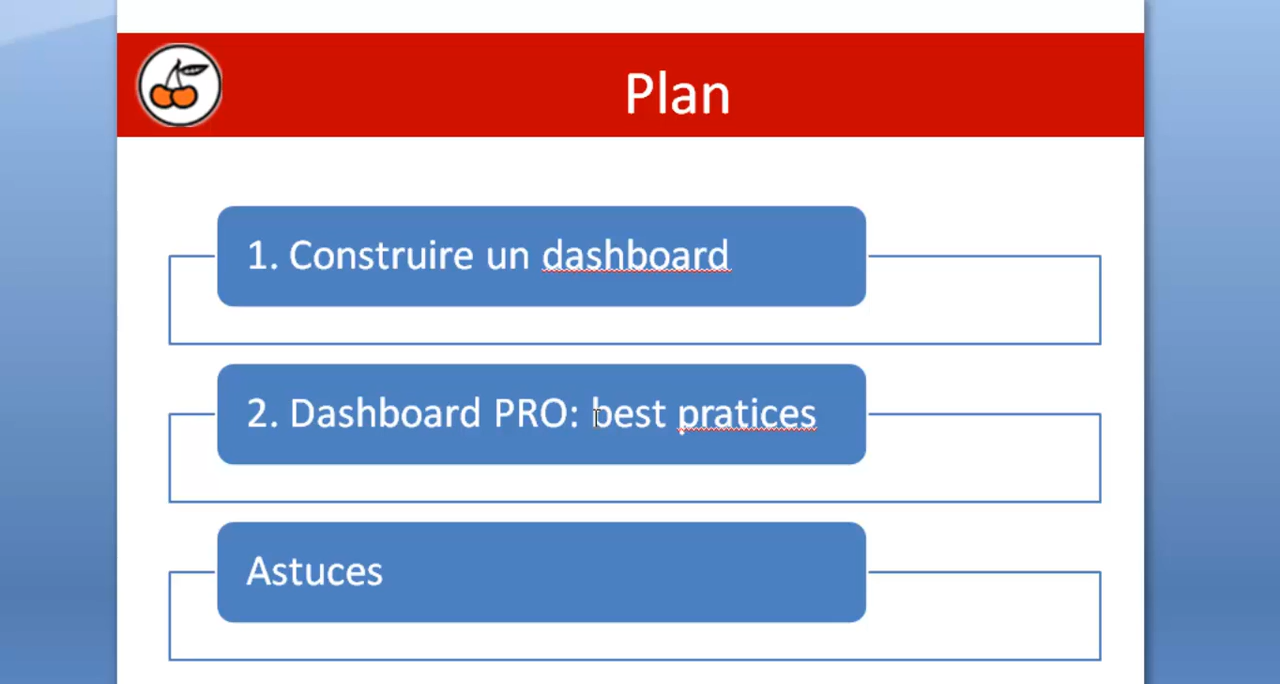 Plan
1. Construire un dashboard
2. Dashboard PRO: best pratices
Astuces